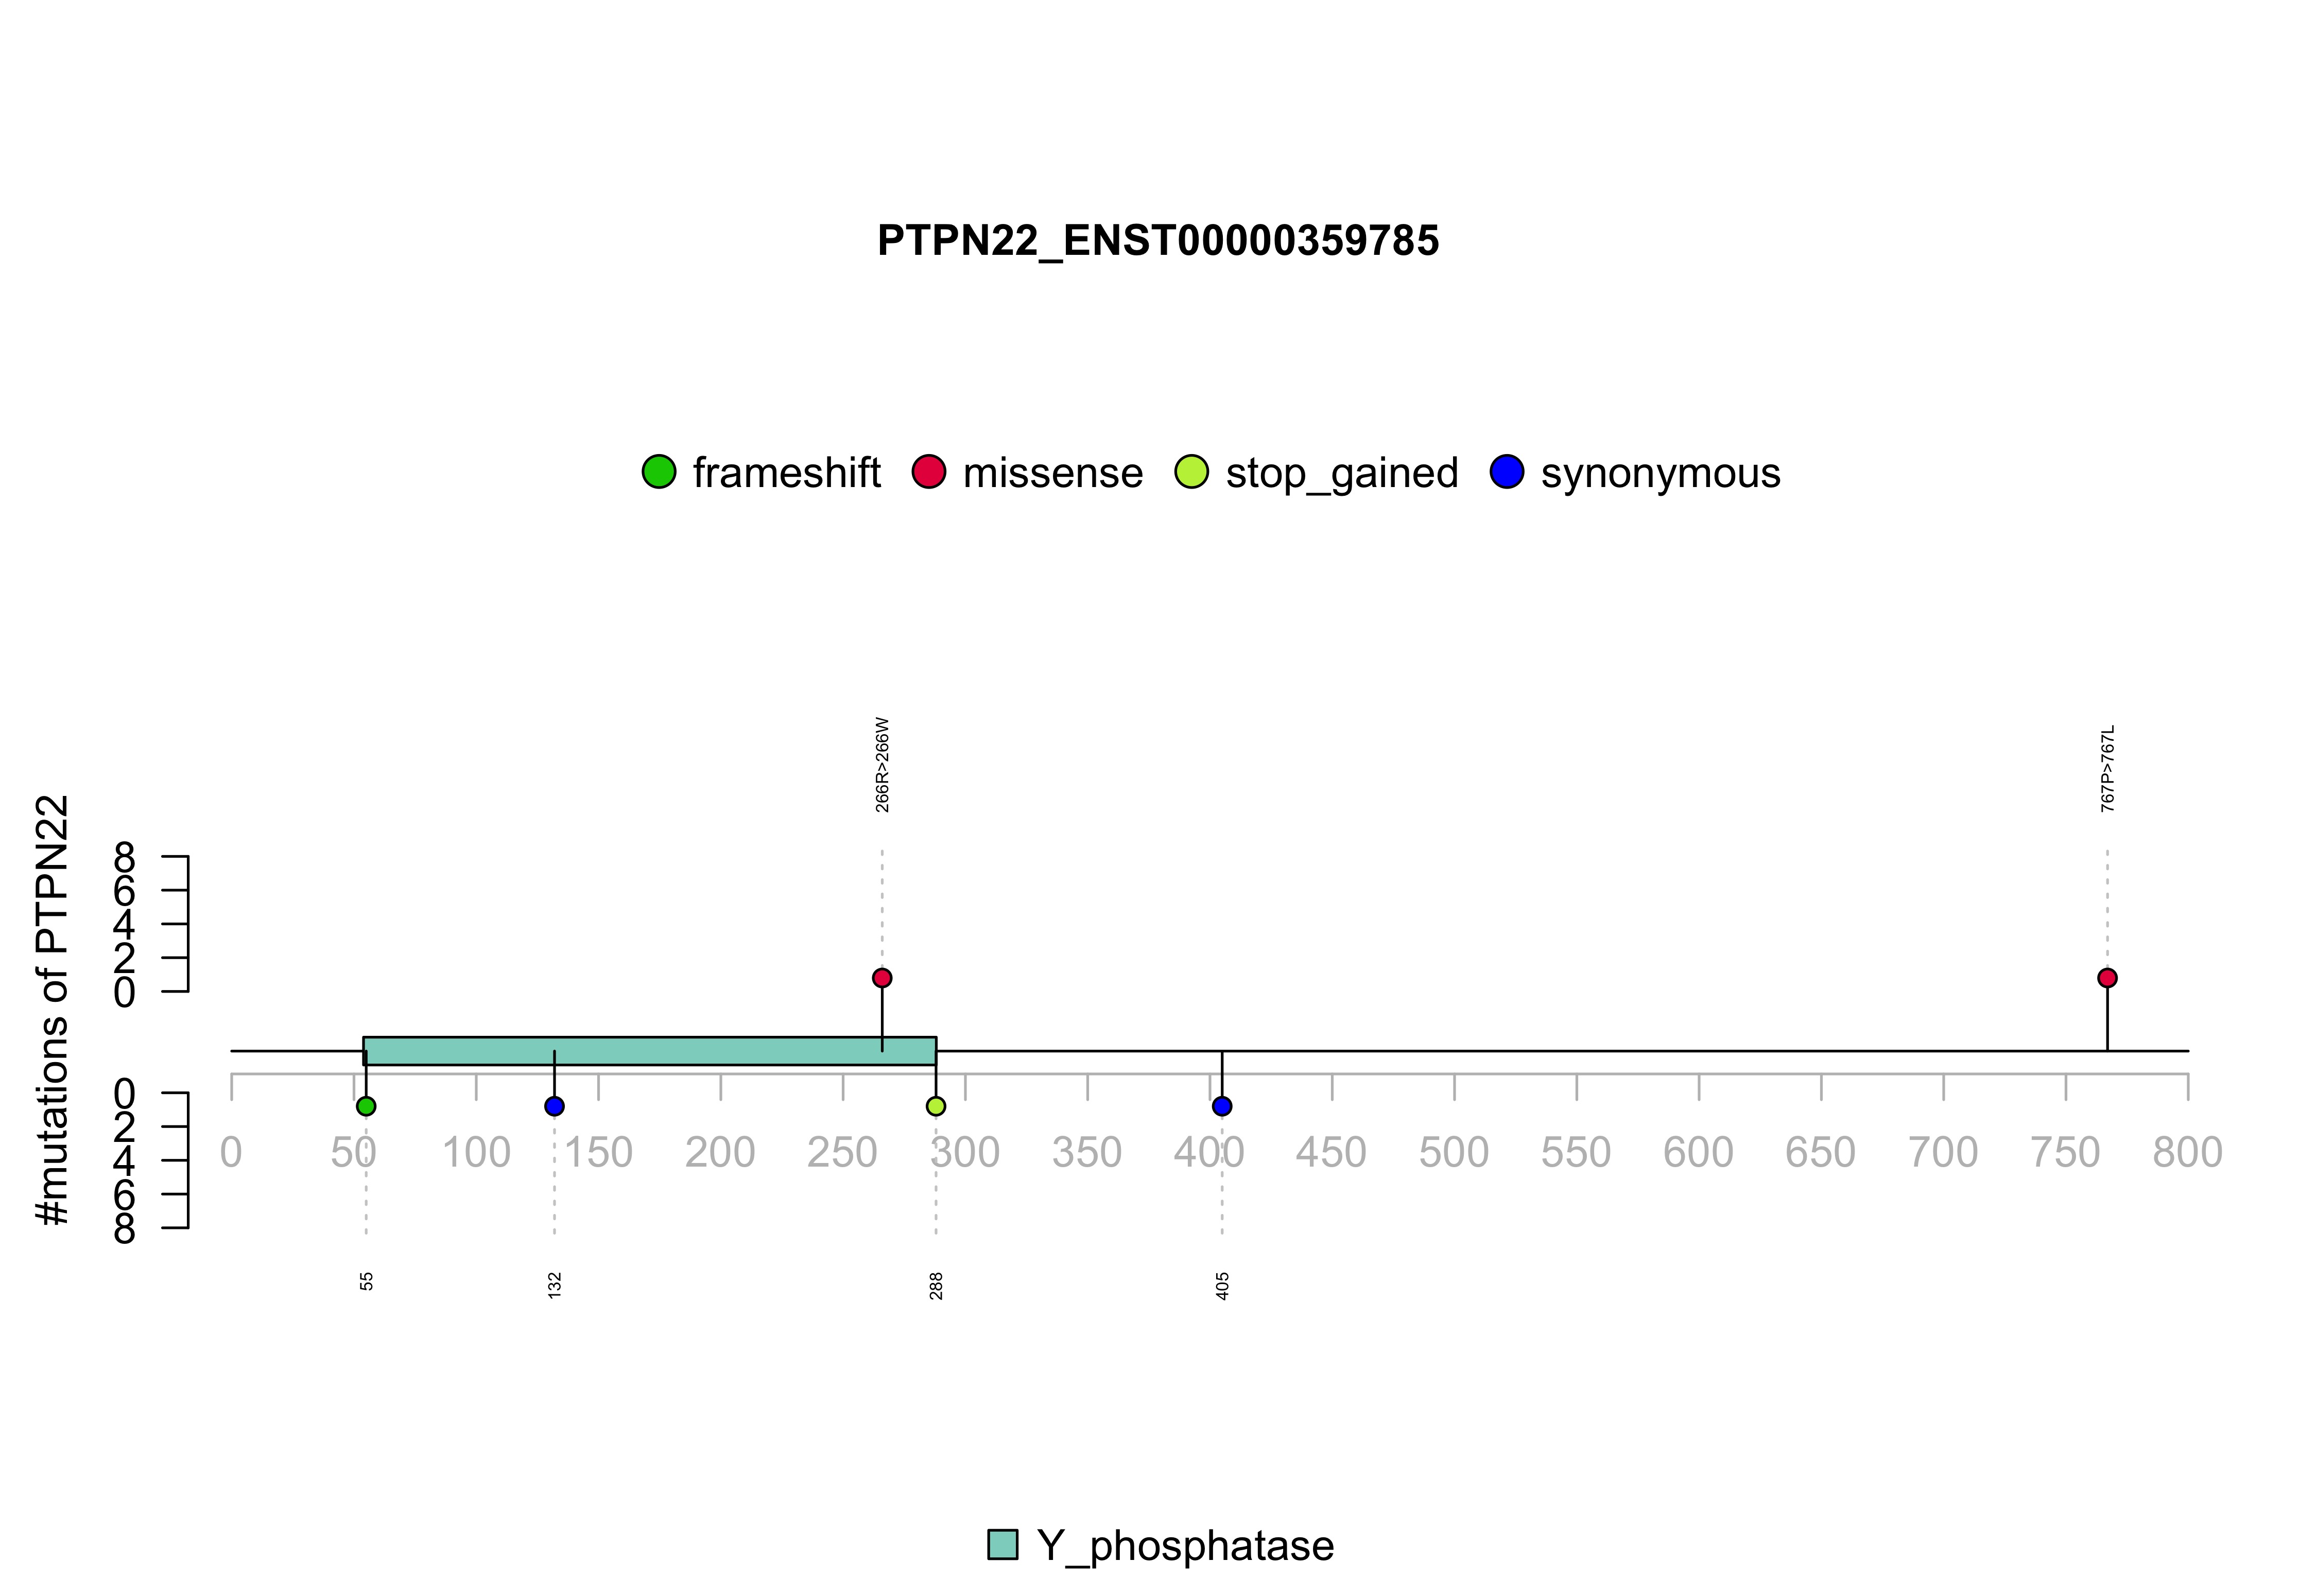 PTPN22_ENST00000359785
frameshift missense stop_gained synonymous
266R>266W
767P>767L
#mutations of PTPN22
8
6
4
2
0
0
2
4
6
8
0 50 100 150 200 250 300 350 400 450 500 550 600 650 700 750 800
55 132 288 405
Y_phosphatase